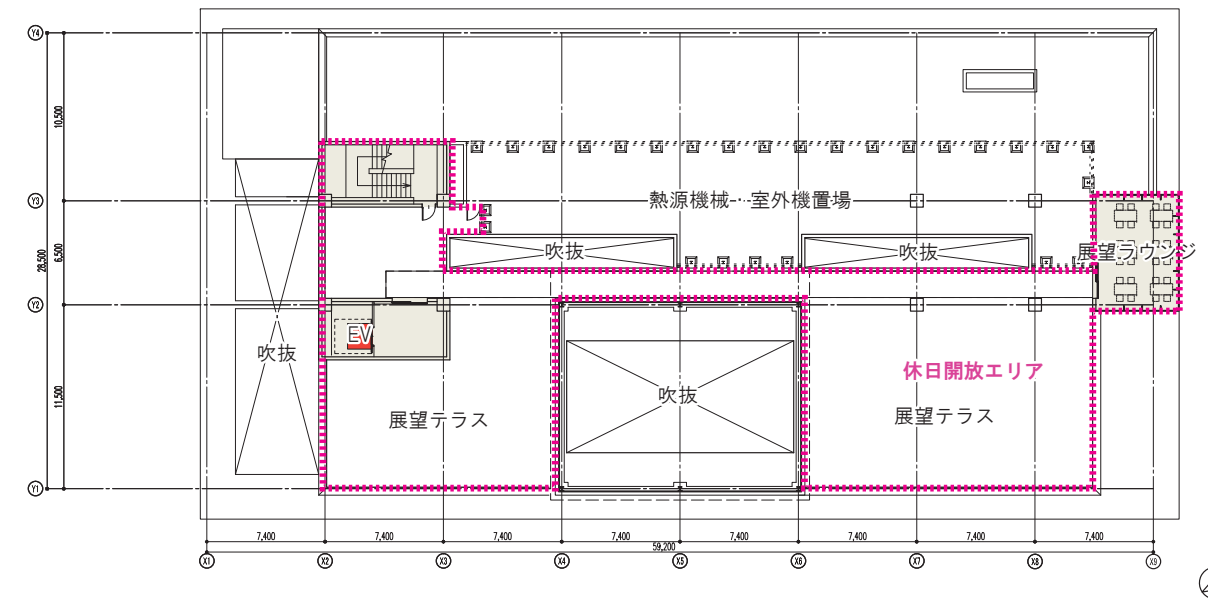 Y4
10,500
Y3
熱源機械・室外機置場
吹抜
吹抜
展望ラウンジ
28,500
6,500
Y2
EV
吹抜
吹抜
休日開放エリア
展望テラス
展望テラス
11,500
Y1
7,400 7,400 7,400 7,400 7,400 7,400 7,400 7,400
59,200
X1 X2 X3 X4 X5 X6 X7 X8 X9